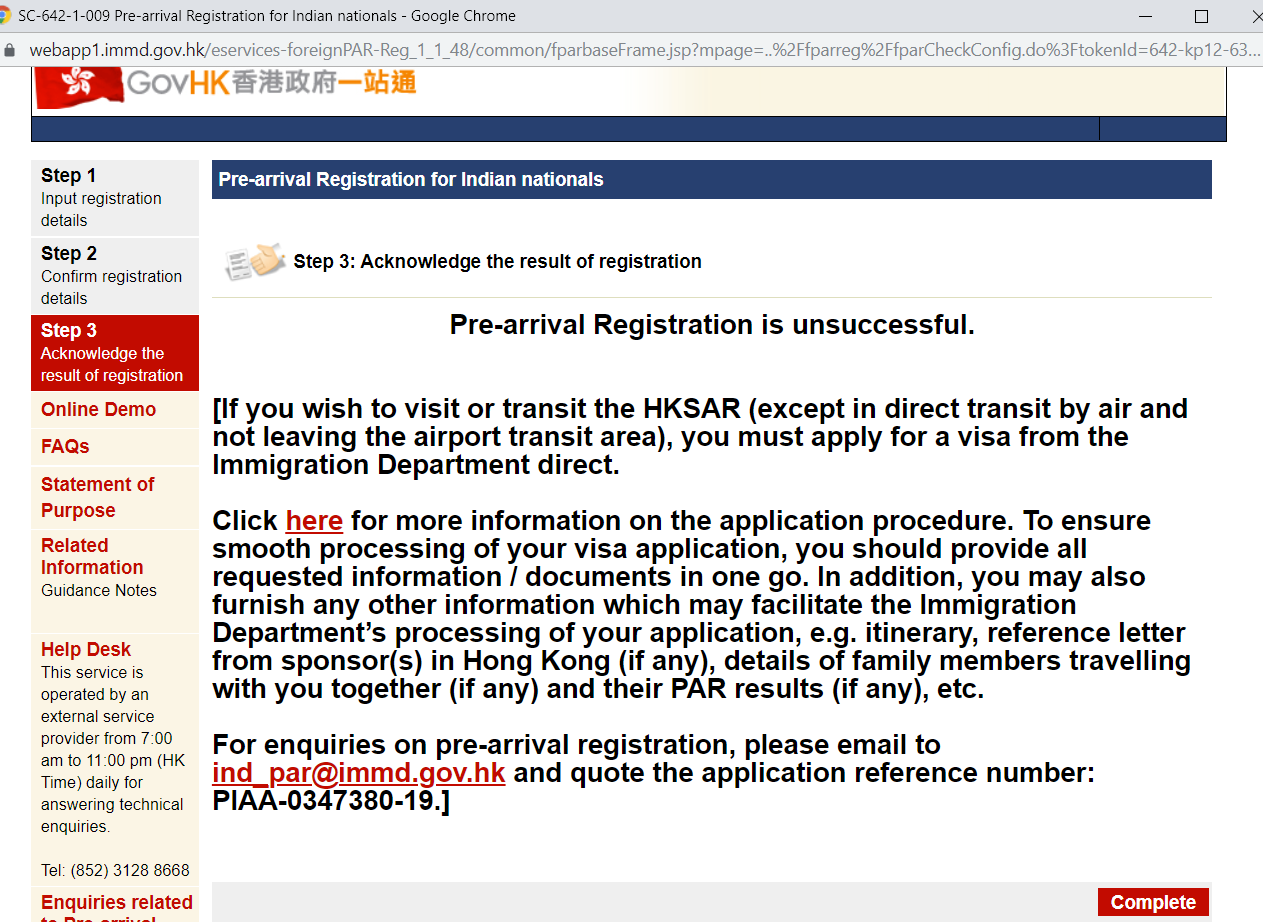 SC-642-1-009 Pre-arrival Registration for Indian nationals - Google Chrome
webapp1.immd.gov.hk/eservices-foreignPAR-Reg_1_1_48/common/fparbaseFrame.jsp?mpage=..%2Ffparreg%2FfparCheckConfig.do%3FtokenId=642-kp12-63...
GovHK香港政府一站通
Step 1
Input registration
details
Step 2
Confirm registration
details
Step 3
Acknowledge the
result of registration
Online Demo
FAQs
Statement of
Purpose
Related
Information
Guidance Notes
Help Desk
This service is
operated by an
external service
provider from 7:00
am to 11:00 pm (HK
Time) daily for
answering technical
enquiries.
Tel: (852) 3128 8668
Enquiries related
to Pre-arrival
Pre-arrival Registration for Indian nationals
Step 3: Acknowledge the result of registration
Pre-arrival Registration is unsuccessful.
[If you wish to visit or transit the HKSAR (except in direct transit by air and
not leaving the airport transit area), you must apply for a visa from the
Immigration Department direct.
Click here for more information on the application procedure. To ensure
smooth processing of your visa application, you should provide all
requested information / documents in one go. In addition, you may also
furnish any other information which may facilitate the Immigration
Department’s processing of your application, e.g. itinerary, reference letter
from sponsor(s) in Hong Kong (if any), details of family members travelling
with you together (if any) and their PAR results (if any), etc.
For enquiries on pre-arrival registration, please email to
ind_par@immd.gov.hk and quote the application reference number:
PIAA-0347380-19.]
Complete